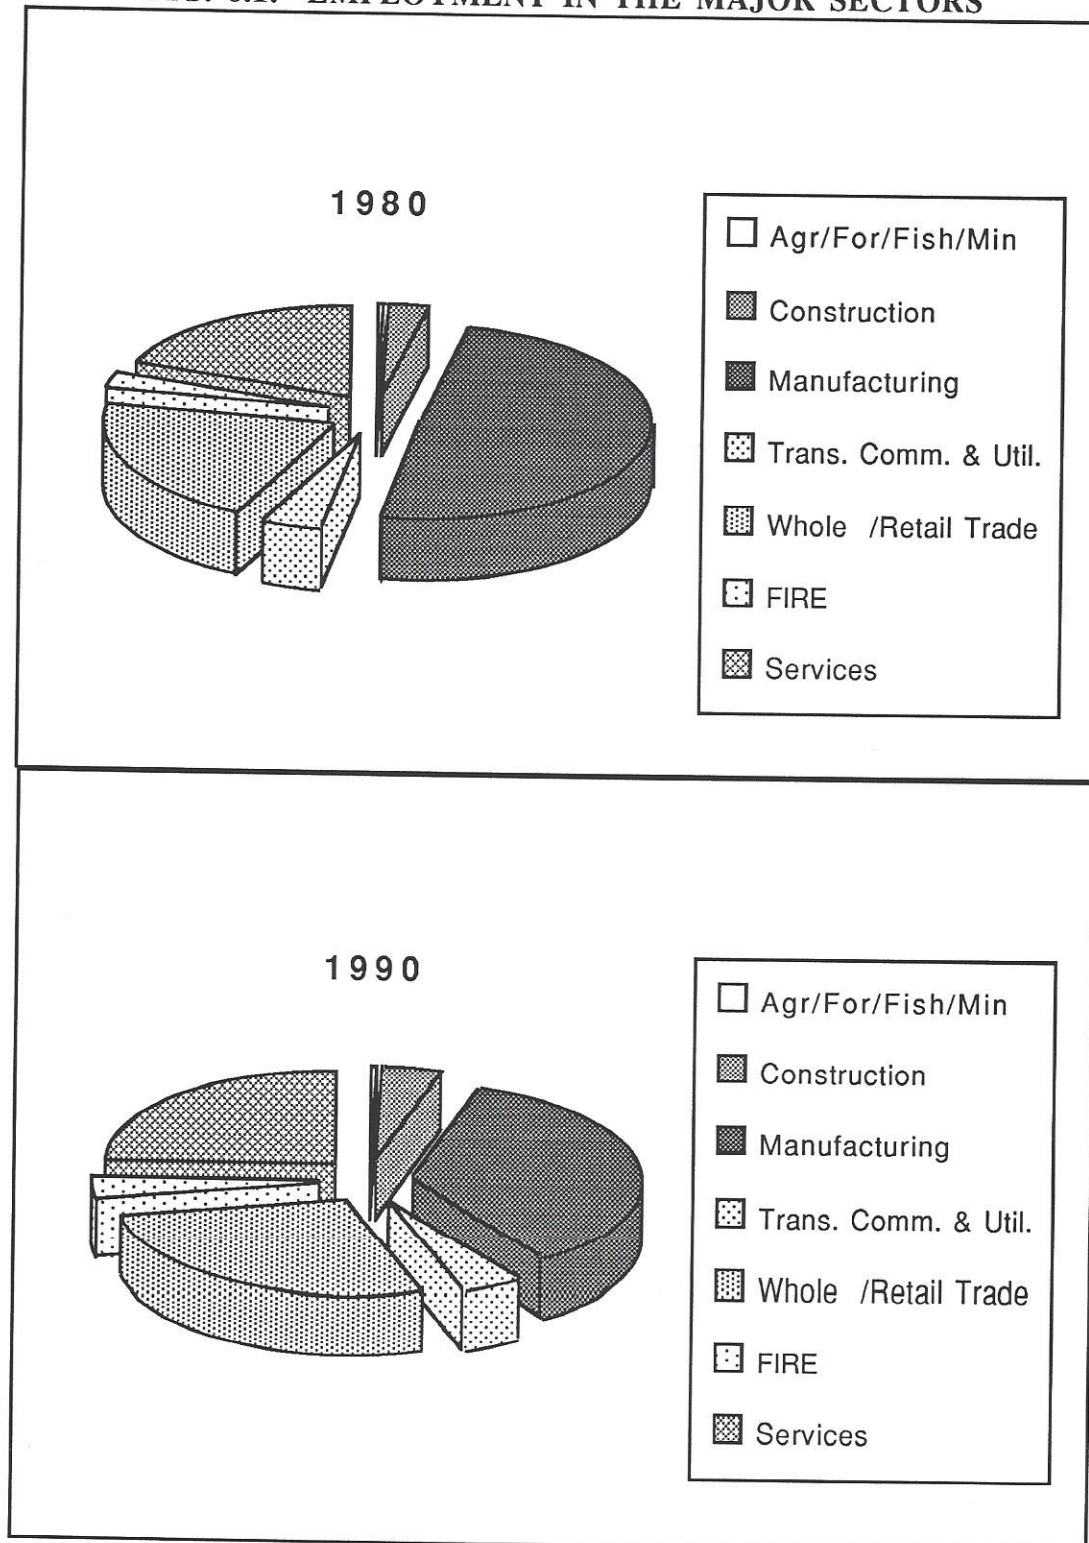 EMPLOYMENT IN THE MAJOR SECTORS
1980
Agr/For/Fish/Min
Construction
Manufacturing
Trans. Comm. & Util.
Whole /Retail Trade
FIRE
Services
1990
Agr/For/Fish/Min
Construction
Manufacturing
Trans. Comm. & Util.
Whole /Retail Trade
FIRE
Services